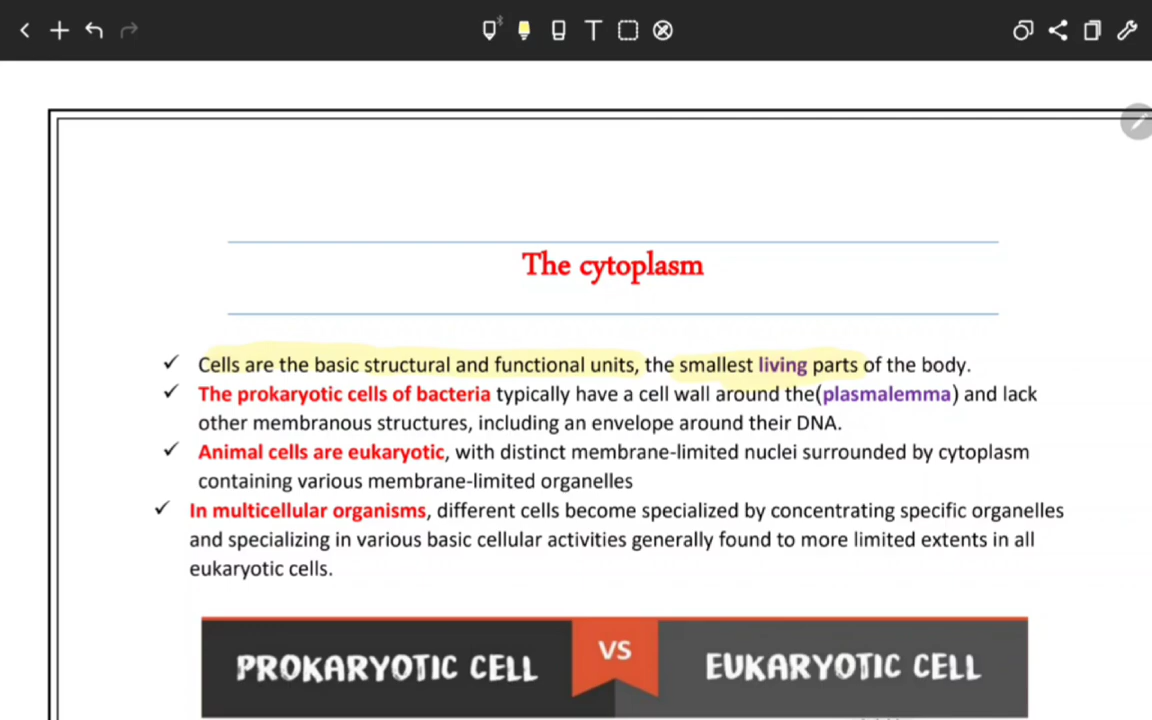 The cytoplasm
✓ Cells are the basic structural and functional units, the smallest living parts of the body.
✓ The prokaryotic cells of bacteria typically have a cell wall around the(plasmalemma) and lack
other membranous structures, including an envelope around their DNA.
✓ Animal cells are eukaryotic, with distinct membrane-limited nuclei surrounded by cytoplasm
containing various membrane-limited organelles
✓ In multicellular organisms, different cells become specialized by concentrating specific organelles
and specializing in various basic cellular activities generally found to more limited extents in all
eukaryotic cells.
PROKARYOTIC CELL VS EUKARYOTIC CELL